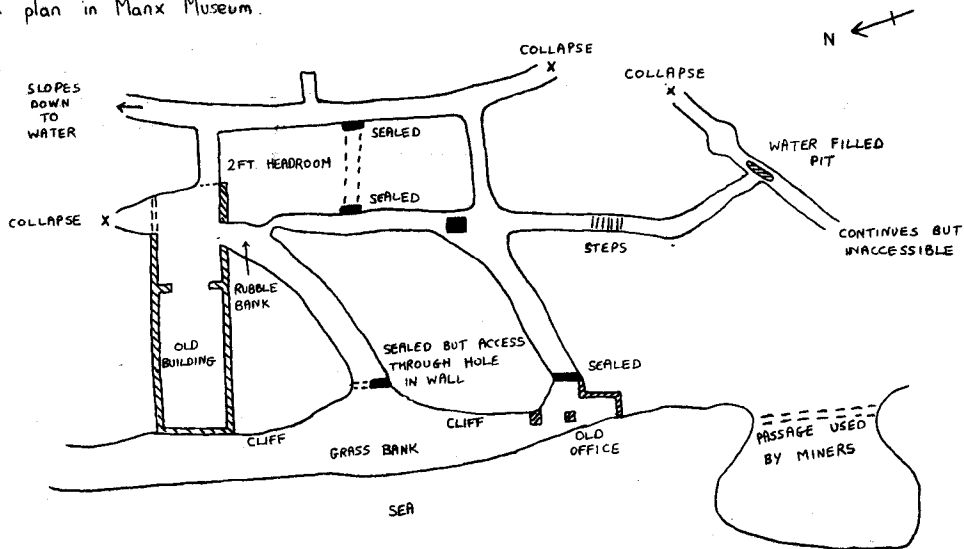 plan in Manx Museum.
N
COLLAPSE
X
COLLAPSE
X
SLOPES
DOWN
TO
WATER
SEALED
2FT. HEADROOM
WATER FILLED
PIT
SEALED
COLLAPSE X
STEPS
CONTINUES BUT
INACCESSIBLE
RUBBLE
BANK
OLD
BUILDING
SEALED BUT ACCESS
THROUGH HOLE
IN WALL
SEALED
CLIFF
CLIFF
GRASS BANK
OLD
OFFICE
PASSAGE USED
BY MINERS
SEA